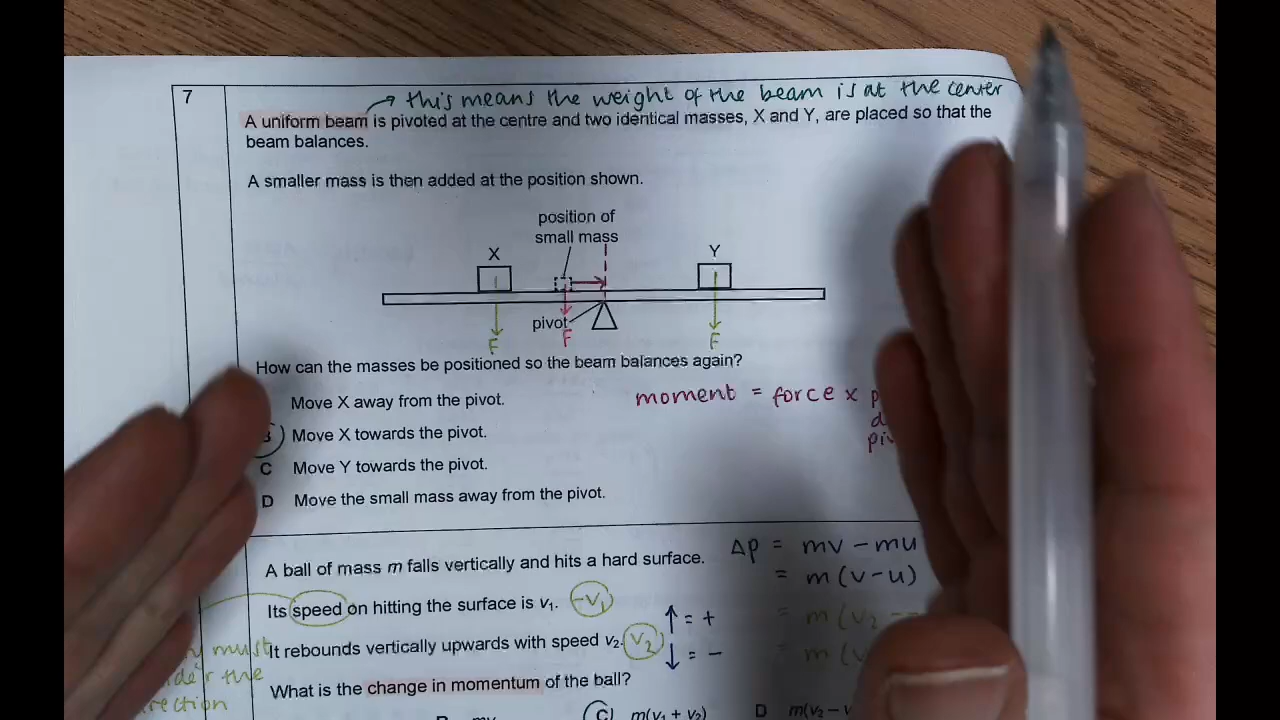 7
this means the weight of the beam is at the center
A uniform beam is pivoted at the centre and two identical masses, X and Y, are placed so that the
beam balances.
A smaller mass is then added at the position shown.
position of
small mass
X
Y
pivot
F
F
F
How can the masses be positioned so the beam balances again?
Move X away from the pivot.
moment = force x
B Move X towards the pivot.
C Move Y towards the pivot.
D Move the small mass away from the pivot.
A ball of mass m falls vertically and hits a hard surface.
Δp = mv - mu
= m(v-u)
Its speed on hitting the surface is v₁. -v₁
↑ = +
= m(v₂ -
It rebounds vertically upwards with speed v₂. v₂
↓ = -
= m(v
must
the
What is the change in momentum of the ball?
C m(v₁ + v₂)
D m(v₂ – v